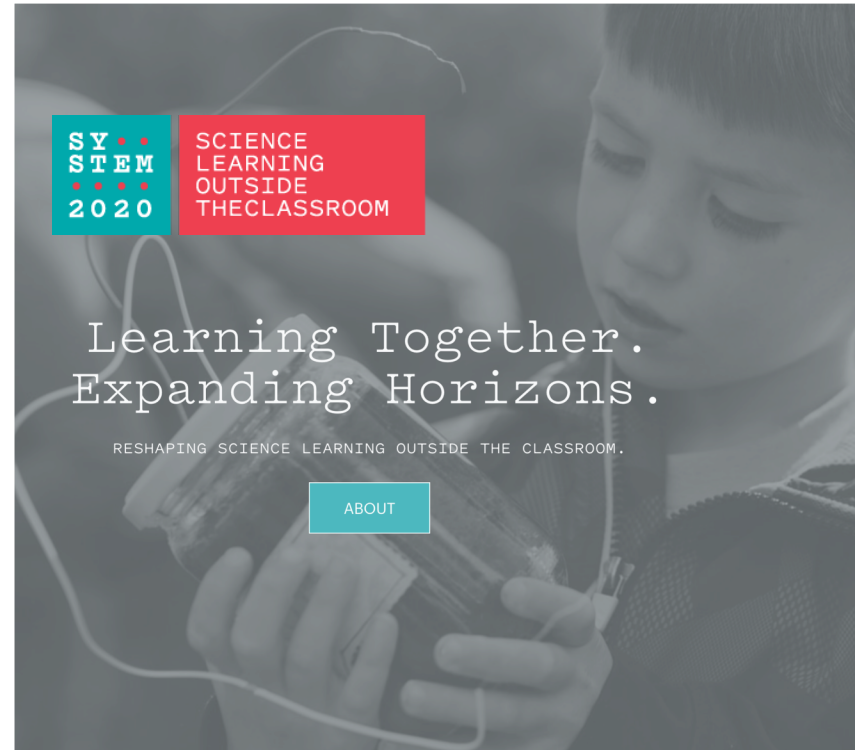 SY
STEM
2020
SCIENCE
LEARNING
OUTSIDE
THECLASSROOM
Learning Together.
Expanding Horizons.
RESHAPING SCIENCE LEARNING OUTSIDE THE CLASSROOM.
ABOUT